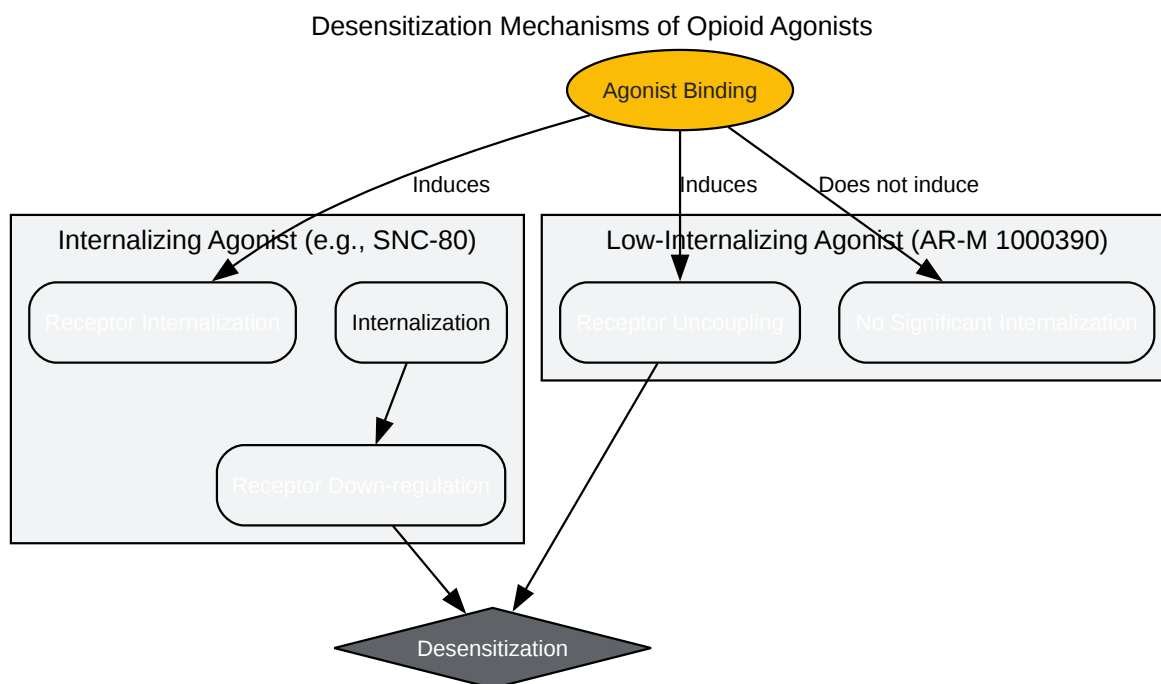 Desensitization Mechanisms of Opioid Agonists
Agonist Binding
Induces
Induces
Does not induce
Internalizing Agonist (e.g., SNC-80)
Low-Internalizing Agonist (AR-M 1000390)
Receptor Internalization
Internalization
Receptor Uncoupling
No Significant Internalization
Receptor Down-regulation
Desensitization